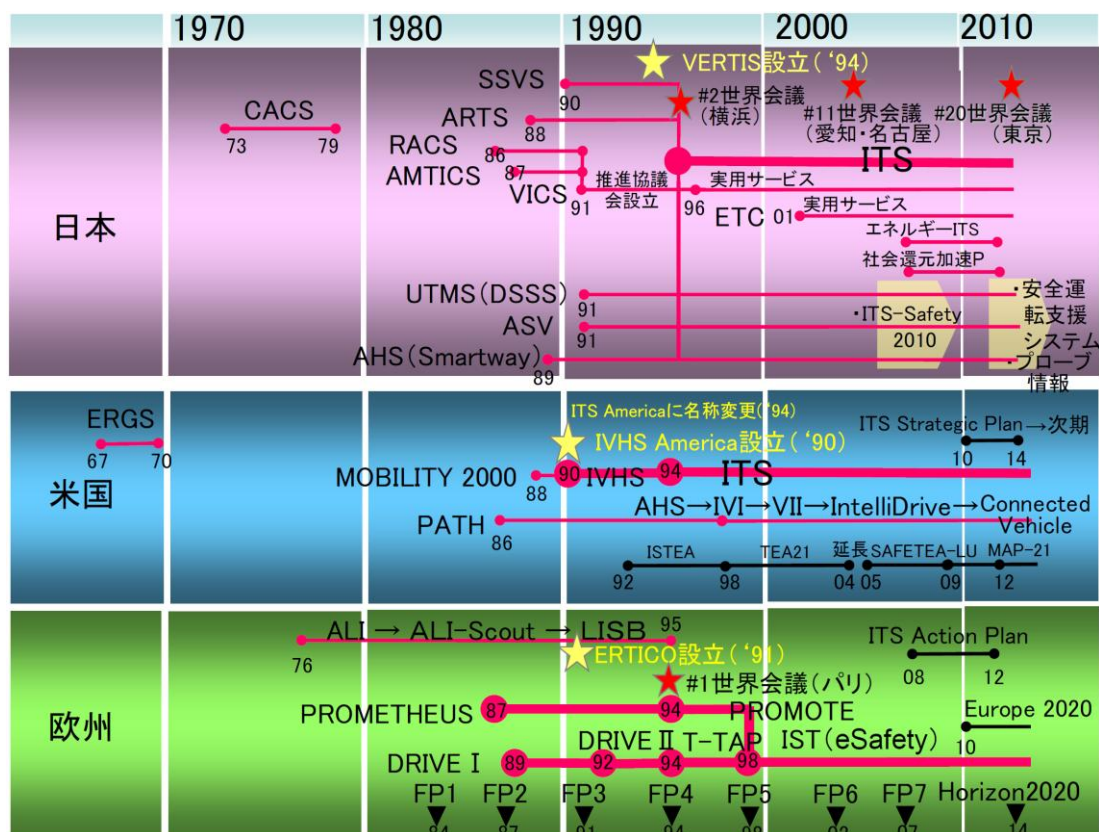 1970
1980
1990
2000
2010
日本
CACS
73
79
SSVS
90
VERTIS設立(‘94)
#2世界会議
(横浜)
#11世界会議
(愛知・名古屋)
#20世界会議
(東京)
ARTS
88
RACS
86
AMTICS
87
VICS
91
推進協議
会設立
96
実用サービス
ITS
ETC
01
実用サービス
エネルギーITS
社会還元加速P
UTMS(DSSS)
91
ASV
91
・ITS-Safety
2010
AHS(Smartway)
89
・安全運
転支援
システム
・プローブ
情報
米国
ERGS
67
70
ITS Americaに名称変更(‘94)
IVHS America設立(‘90)
MOBILITY 2000
88
90
IVHS
94
ITS
ITS Strategic Plan→次期
10
14
PATH
86
AHS→IVI→VII→IntelliDrive→Connected
Vehicle
ISTEA
TEA21
延長
SAFETEA-LU
MAP-21
92
98
04
05
09
12
欧州
ALI → ALI-Scout → LISB
76
95
ERTICO設立(‘91)
#1世界会議(パリ)
ITS Action Plan
08
12
PROMETHEUS
87
94
PROMOTE
Europe 2020
10
DRIVE I
89
DRIVE II
92
T-TAP
94
98
IST(eSafety)
FP1
FP2
FP3
FP4
FP5
FP6
FP7
Horizon2020
84
87
91
94
98
02
07
14